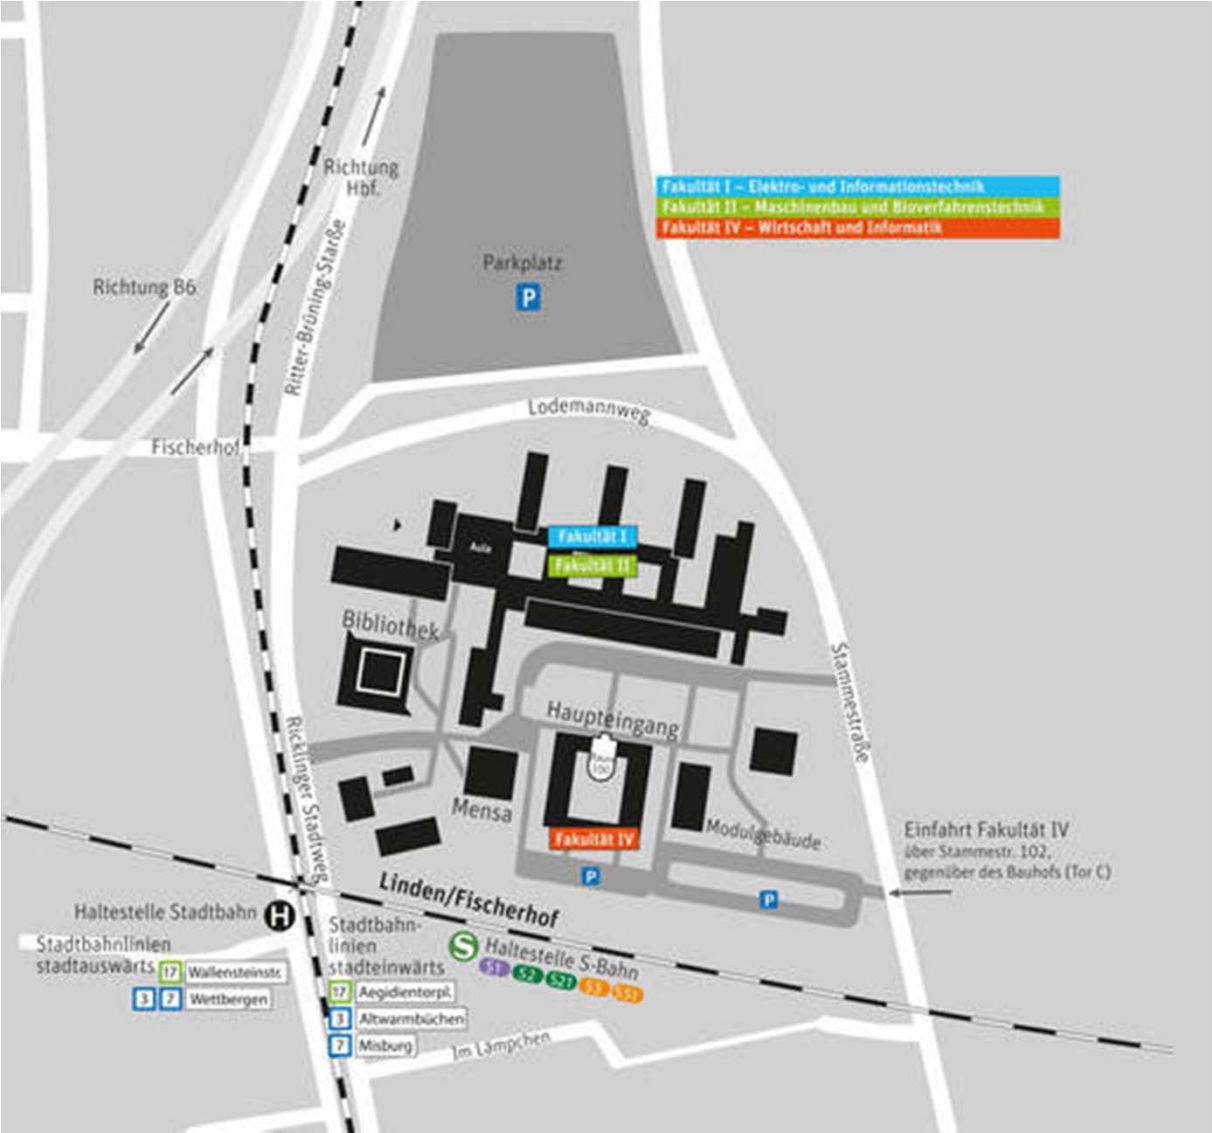 Richtung
Hbf.
Fakultät I – Elektro- und Informationstechnik
Fakultät II – Maschinenbau und Bioverfahrenstechnik
Fakultät IV – Wirtschaft und Informatik
Ritter-Brüning-Starße
Parkplatz
P
Richtung B6
Lodemannweg
Fischerhof
Aula
Fakultät I
Fakultät II
Bibliothek
Stammestraße
Haupteingang
Ricklinger Stadtweg
Raum
100
Mensa
Modulgebäude
Fakultät IV
Einfahrt Fakultät IV
über Stammestr. 102,
gegenüber des Bauhofs (Tor C)
P
P
Linden/Fischerhof
Haltestelle Stadtbahn H
Stadtbahnlinien
stadtauswärts
17 Wallensteinstr.
3 7 Wettbergen
Stadtbahn-
linien
stadteinwärts
17 Aegidientorpl.
3 Altwarmbüchen
7 Misburg
S Haltestelle S-Bahn
S1 S2 S21 S5 S51
Im Lämpchen